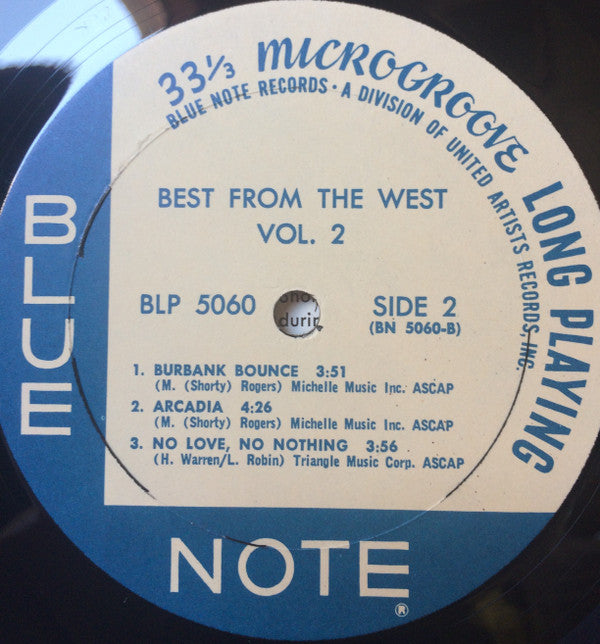 33⅓ MICROGROOVE LONG PLAYING
BLUE NOTE RECORDS • A DIVISION OF UNITED ARTISTS RECORDS INC.
BEST FROM THE WEST
VOL. 2
BLP 5060
SIDE 2
(BN 5060-B)
1. BURBANK BOUNCE 3:51
(M. (Shorty) Rogers) Michelle Music Inc. ASCAP
2. ARCADIA 4:26
(M. (Shorty) Rogers) Michelle Music Inc. ASCAP
3. NO LOVE, NO NOTHING 3:56
(H. Warren/L. Robin) Triangle Music Corp. ASCAP
BLUE
NOTE ®